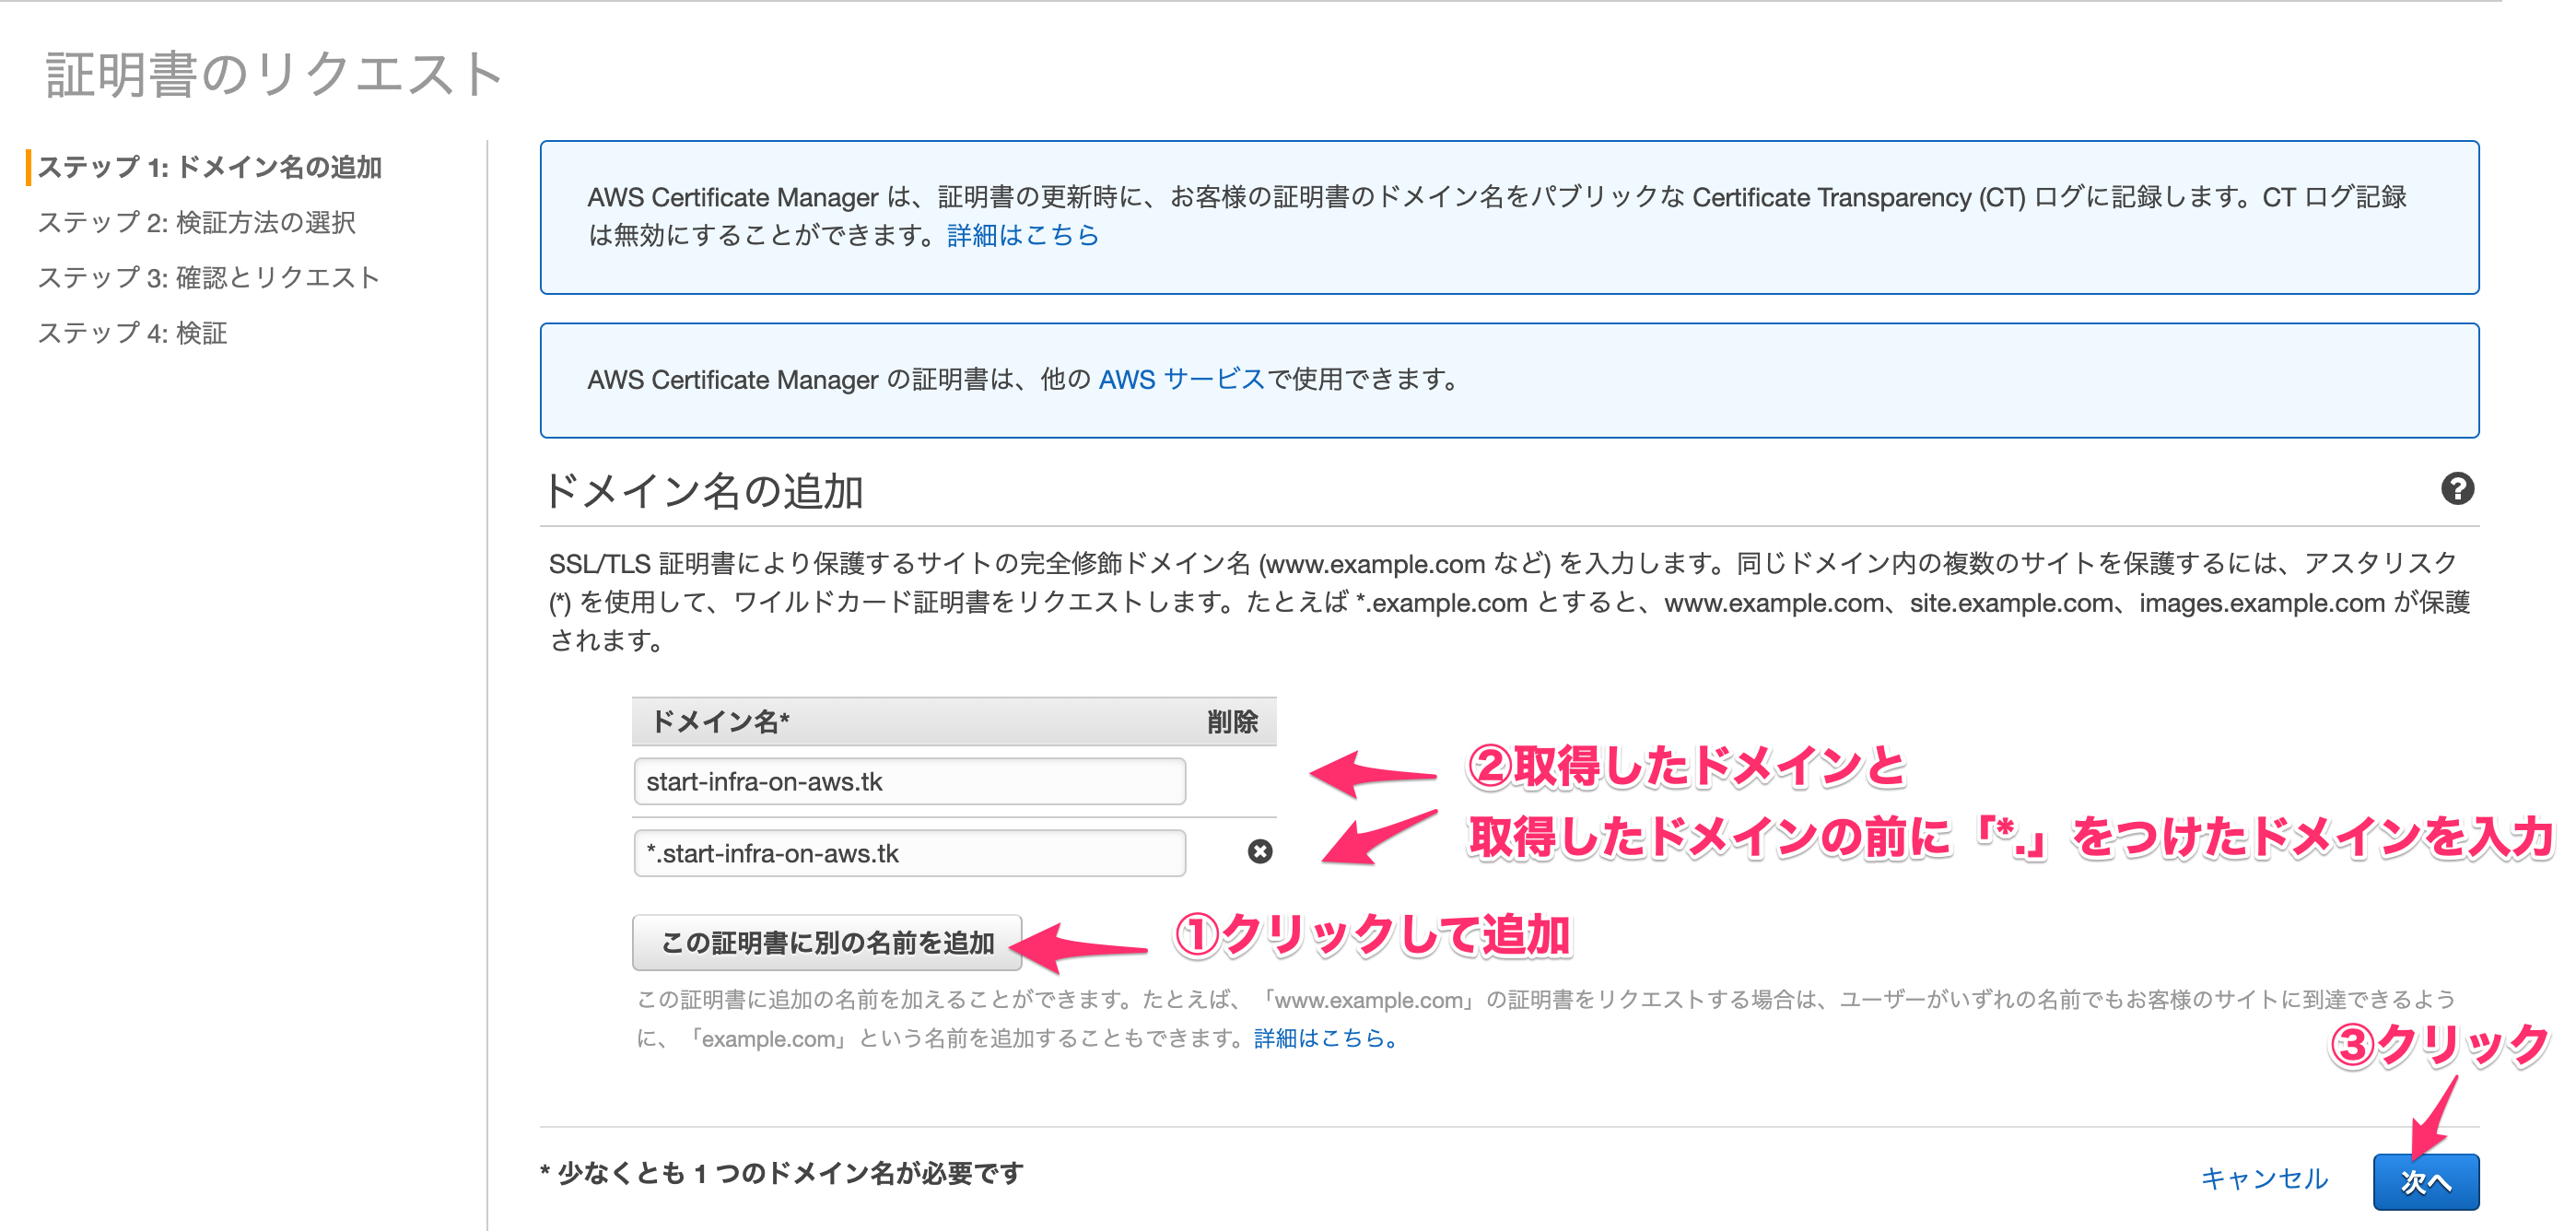 証明書のリクエスト
ステップ 1: ドメイン名の追加
ステップ 2: 検証方法の選択
ステップ 3: 確認とリクエスト
ステップ 4: 検証
AWS Certificate Manager は、証明書の更新時に、お客様の証明書のドメイン名をパブリックな Certificate Transparency (CT) ログに記録します。CT ログ記録
は無効にすることができます。詳細はこちら
AWS Certificate Manager の証明書は、他の AWS サービスで使用できます。
ドメイン名の追加
SSL/TLS 証明書により保護するサイトの完全修飾ドメイン名 (www.example.com など) を入力します。同じドメイン内の複数のサイトを保護するには、アスタリスク
(*) を使用して、ワイルドカード証明書をリクエストします。たとえば *.example.com とすると、www.example.com、site.example.com、images.example.com が保護
されます。
ドメイン名* 削除
start-infra-on-aws.tk
②取得したドメインと
*.start-infra-on-aws.tk
取得したドメインの前に「*.」をつけたドメインを入力
この証明書に別の名前を追加
①クリックして追加
この証明書に追加の名前を加えることができます。たとえば、「www.example.com」の証明書をリクエストする場合は、ユーザーがいずれの名前でもお客様のサイトに到達できるよう
に、「example.com」という名前を追加することもできます。詳細はこちら。
③クリック
* 少なくとも 1 つのドメイン名が必要です
キャンセル
次へ